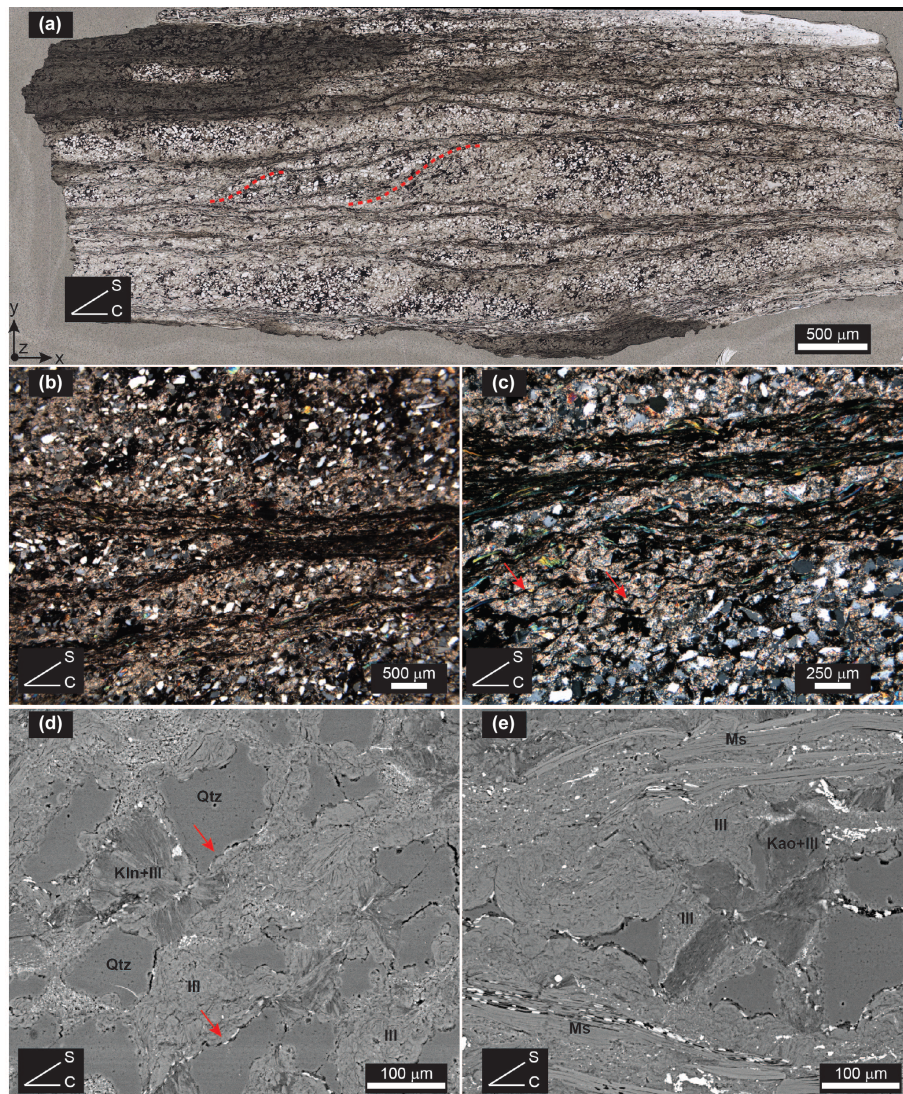 (a)
S
C
y
z
x
500 μm
(b)
S
C
500 μm
(c)
S
C
250 μm
(d)
Qtz
Kln+Ill
Qtz
Ill
Ill
S
C
100 μm
(e)
Ms
Ill
Kao+Ill
Ill
Ms
S
C
100 μm